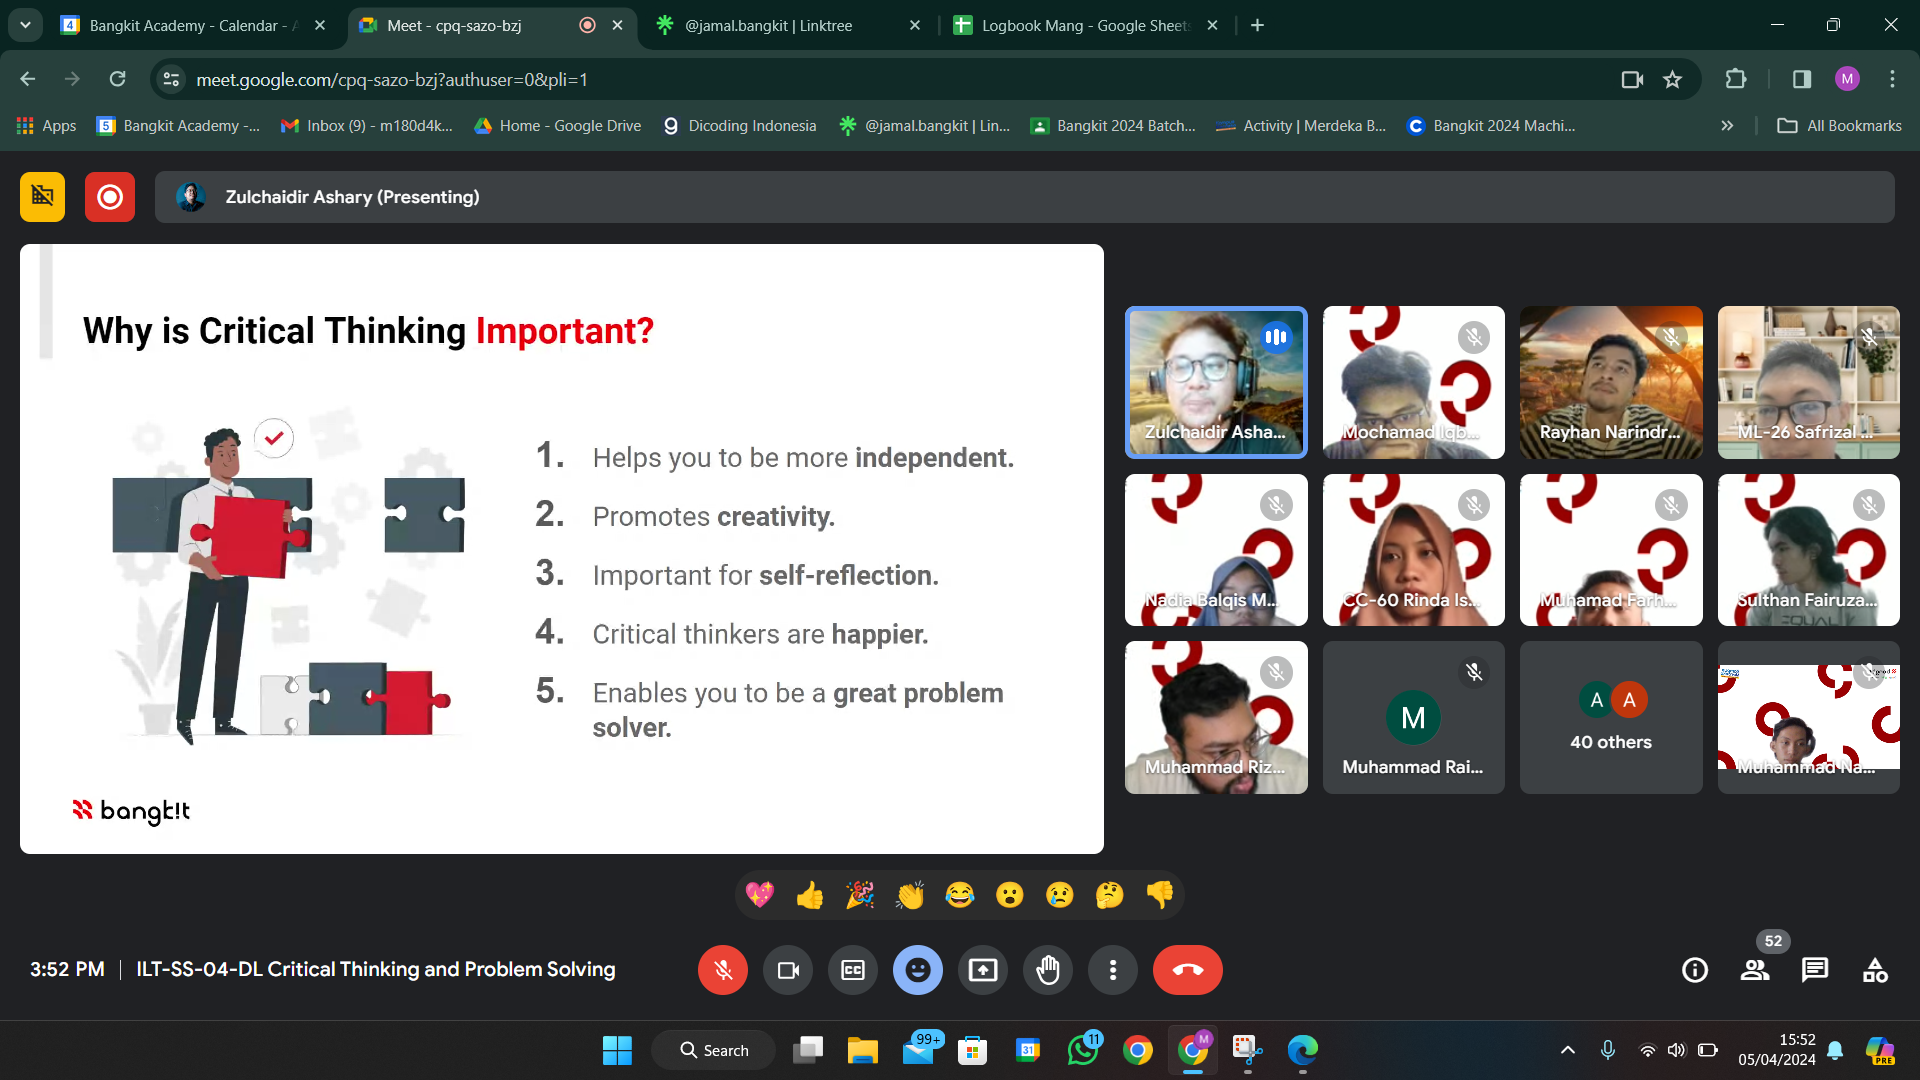 Bangkit Academy - Calendar - A
Meet - cpq-sazo-bzj
@jamal.bangkit | Linktree
Logbook Mang - Google Sheets
meet.google.com/cpq-sazo-bzj?authuser=0&pli=1
M
Apps
Bangkit Academy -...
Inbox (9) - m180d4k...
Home - Google Drive
Dicoding Indonesia
@jamal.bangkit | Lin...
Bangkit 2024 Batch...
Activity | Merdeka B...
Bangkit 2024 Machi...
All Bookmarks
Zulchaidir Ashary (Presenting)
Why is Critical Thinking Important?
1. Helps you to be more independent.
2. Promotes creativity.
3. Important for self-reflection.
4. Critical thinkers are happier.
5. Enables you to be a great problem
solver.
bangk!t
Zulchaidir Asha...
Mochamad Iqb...
Rayhan Narindr...
ML-26 Safrizal ...
Nadia Balqis M...
CC-60 Rinda Is...
Muhamad Farh...
Sulthan Fairuza...
EQUAL
Muhammad Riz...
M
Muhammad Rai...
A A
40 others
Muhammad Na...
3:52 PM
ILT-SS-04-DL Critical Thinking and Problem Solving
CC
52
Search
99+
31
11
M
15:52
05/04/2024
PRE